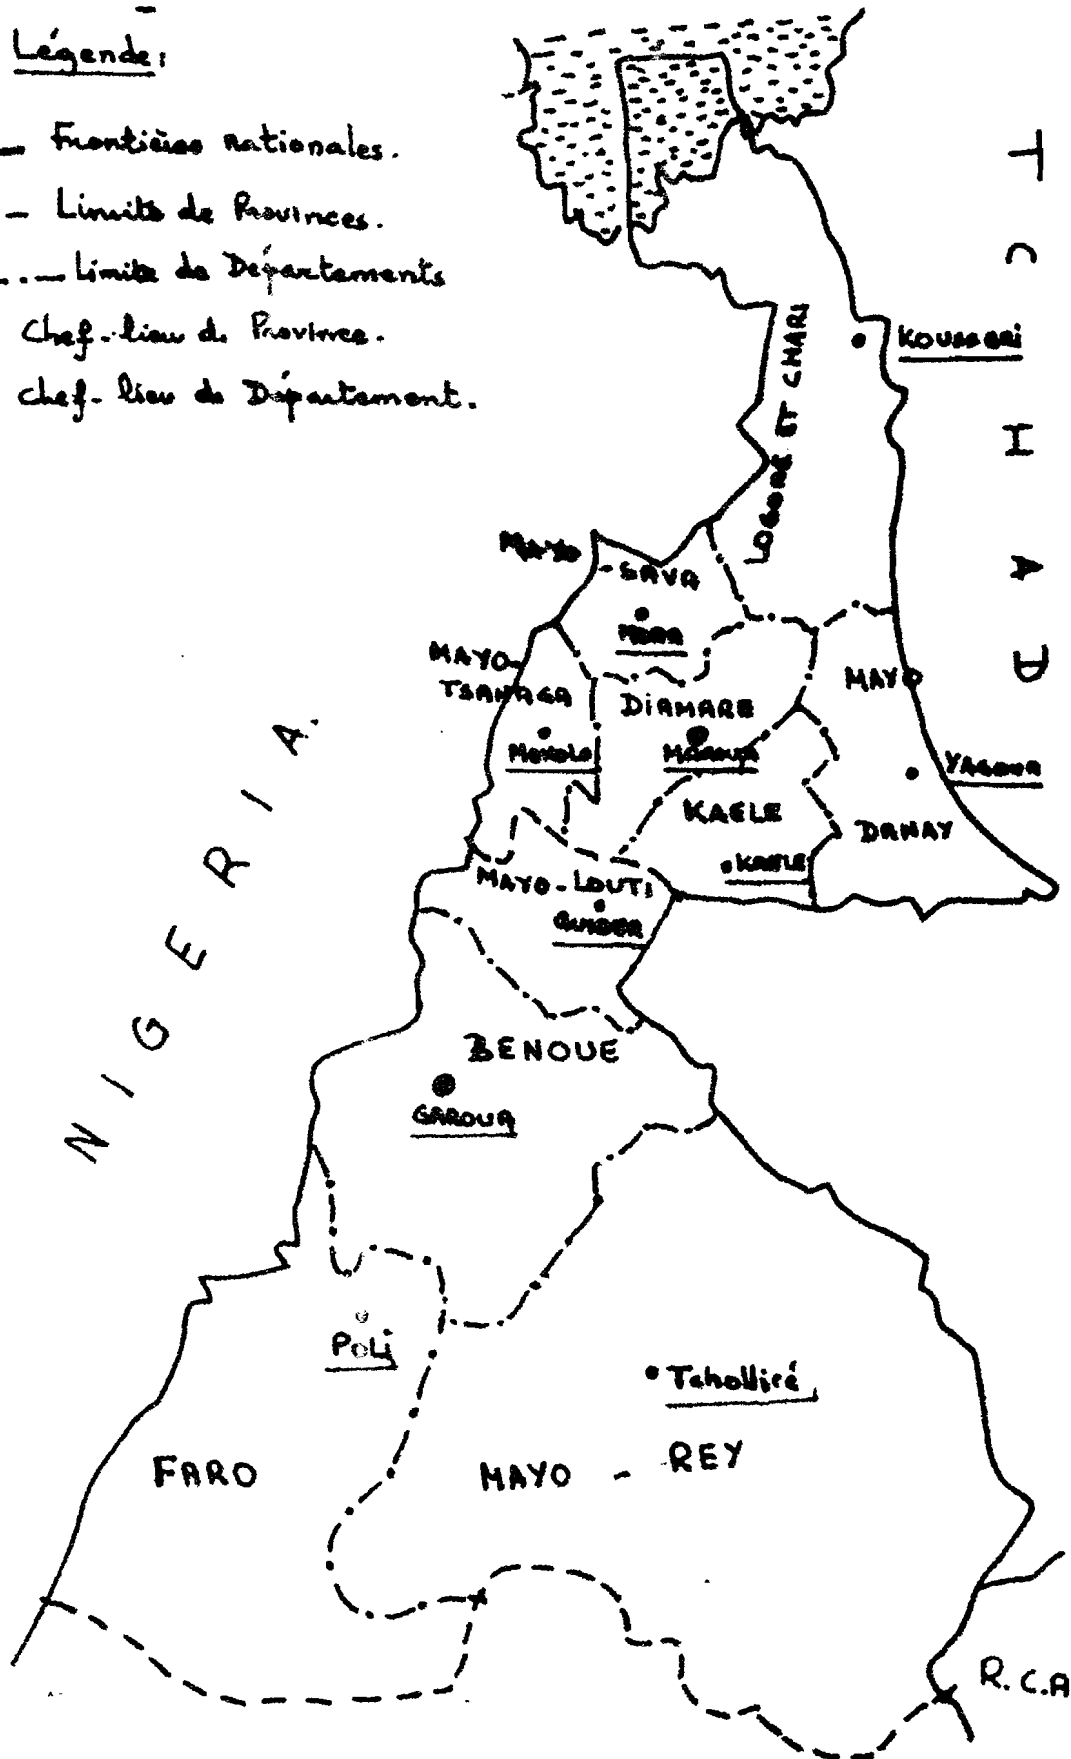 Légende:
Frontières nationales.
Limite de Provinces.
Limite de Départements
Chef-lieu de Province.
Chef-lieu de Département.
TCHAD
KOUSSERI
LOGONE ET CHARI
MAYO-SAVA
MORA
MAYO-
TSANAGA
MOKOLO
DIAMARE
MAROUA
MAYO
DANAY
YAGOUA
KAELE
KAELE
MAYO-LOUTI
GUIDER
NIGERIA.
BENOUE
GAROUA
POLI
Tcholliré
FARO
MAYO - REY
R.C.A